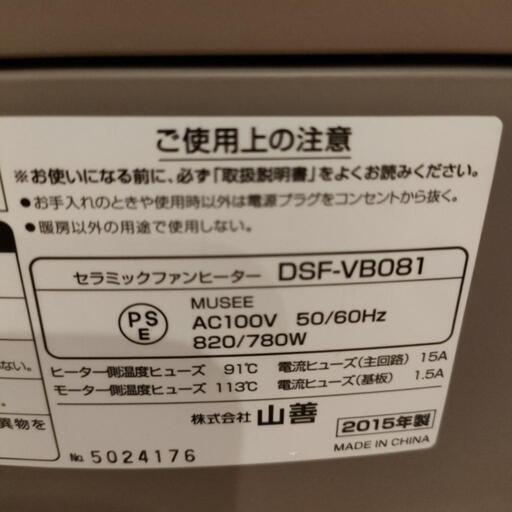 ご使用上の注意
※お使いになる前に、必ず「取扱説明書」をよくお読みください。
●お手入れのときや使用時以外は電源プラグをコンセントから抜く。
●暖房以外の用途で使用しない。
セラミックファンヒーター DSF-VB081
MUSEE
PS
E
AC100V 50/60Hz
820/780W
ない。
ヒーター側温度ヒューズ 91℃ 電流ヒューズ(主回路) 15A
モーター側温度ヒューズ 113℃ 電流ヒューズ(基板) 1.5A
異物を
株式会社 山善 2015年製
MADE IN CHINA
No. 5024176